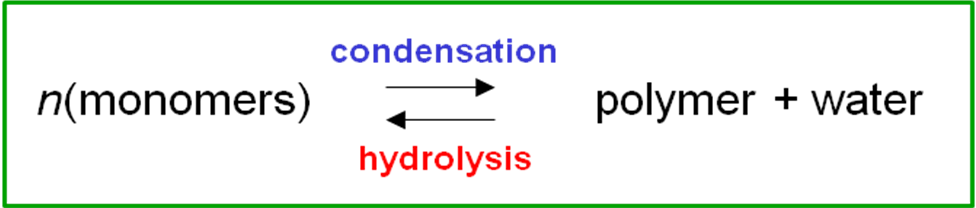 condensation
n(monomers) polymer + water
hydrolysis